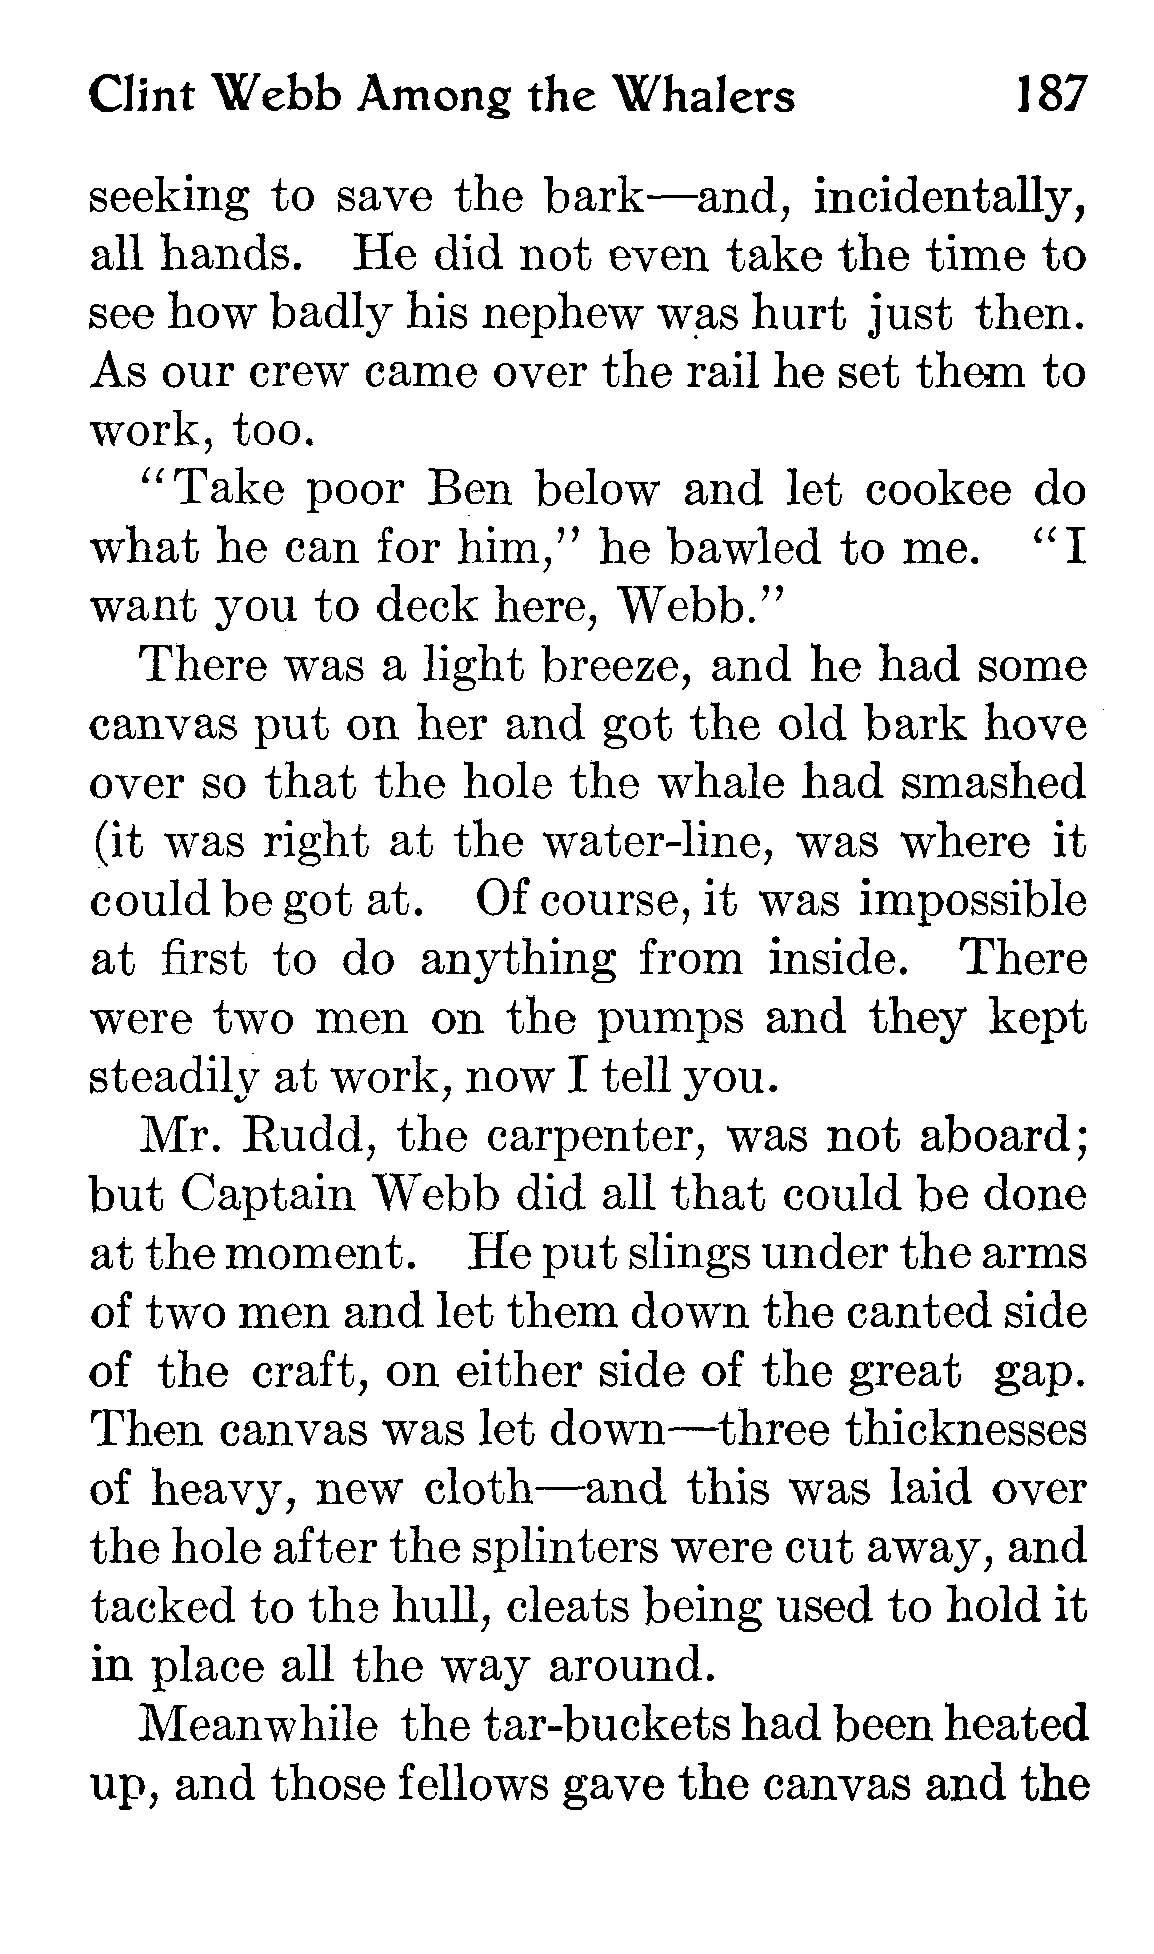 Clint Webb Among the Whalers 187
seeking to save the bark—and, incidentally,
all hands. He did not even take the time to
see how badly his nephew was hurt just then.
As our crew came over the rail he set them to
work, too.
“Take poor Ben below and let cookee do
what he can for him,” he bawled to me. “I
want you to deck here, Webb.”
There was a light breeze, and he had some
canvas put on her and got the old bark hove
over so that the hole the whale had smashed
(it was right at the water-line, was where it
could be got at. Of course, it was impossible
at first to do anything from inside. There
were two men on the pumps and they kept
steadily at work, now I tell you.
Mr. Rudd, the carpenter, was not aboard;
but Captain Webb did all that could be done
at the moment. He put slings under the arms
of two men and let them down the canted side
of the craft, on either side of the great gap.
Then canvas was let down—three thicknesses
of heavy, new cloth—and this was laid over
the hole after the splinters were cut away, and
tacked to the hull, cleats being used to hold it
in place all the way around.
Meanwhile the tar-buckets had been heated
up, and those fellows gave the canvas and the